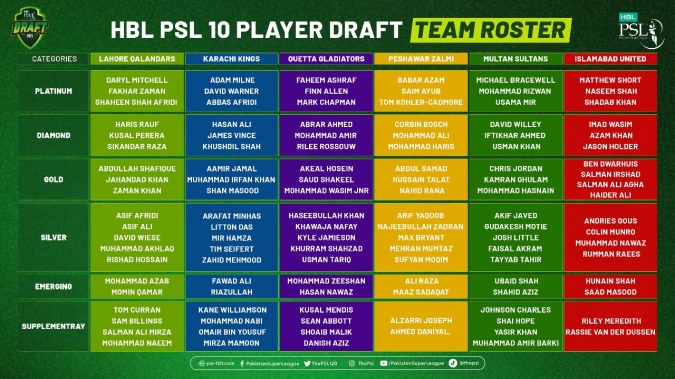 DRAFT
HBL PSL 10 PLAYER DRAFT TEAM ROSTER
HBL
PSL
CATEGORIES LAHORE QALANDARS KARACHI KINGS QUETTA GLADIATORS PESHAWAR ZALMI MULTAN SULTANS ISLAMABAD UNITED
PLATINUM
DARYL MITCHELL
FAKHAR ZAMAN
SHAHEEN SHAH AFRIDI
ADAM MILNE
DAVID WARNER
ABBAS AFRIDI
FAHEEM ASHRAF
FINN ALLEN
MARK CHAPMAN
BABAR AZAM
SAIM AYUB
TOM KOHLER-CADMORE
MICHAEL BRACEWELL
MOHAMMAD RIZWAN
USAMA MIR
MATTHEW SHORT
NASEEM SHAH
SHADAB KHAN
DIAMOND
HARIS RAUF
KUSAL PERERA
SIKANDAR RAZA
HASAN ALI
JAMES VINCE
KHUSHDIL SHAH
ABRAR AHMED
MOHAMMAD AMIR
RILEE ROSSOUW
CORBIN BOSCH
MOHAMMAD ALI
MOHAMMAD HARIS
DAVID WILLEY
IFTIKHAR AHMED
USMAN KHAN
IMAD WASIM
AZAM KHAN
JASON HOLDER
GOLD
ABDULLAH SHAFIQUE
JAHANDAD KHAN
ZAMAN KHAN
AAMIR JAMAL
MUHAMMAD IRFAN KHAN
SHAN MASOOD
AKEAL HOSEIN
SAUD SHAKEEL
MOHAMMAD WASIM JNR
ABDUL SAMAD
HUSSAIN TALAT
NAHID RANA
CHRIS JORDAN
KAMRAN GHULAM
MOHAMMAD HASNAIN
BEN DWARHUIS
SALMAN IRSHAD
SALMAN ALI AGHA
HAIDER ALI
SILVER
ASIF AFRIDI
ASIF ALI
DAVID WIESE
MUHAMMAD AKHLAQ
RISHAD HOSSAIN
ARAFAT MINHAS
LITTON DAS
MIR HAMZA
TIM SEIFERT
ZAHID MEHMOOD
HASEEBULLAH KHAN
KHAWAJA NAFAY
KYLE JAMIESON
KHURRAM SHAHZAD
USMAN TARIQ
ARIF YAQOOB
NAJEEBULLAH ZADRAN
MAX BRYANT
MEHRAN MUMTAZ
SUFYAN MOQIM
AKIF JAVED
GUDAKESH MOTIE
JOSH LITTLE
FAISAL AKRAM
TAYYAB TAHIR
ANDRIES GOUS
COLIN MUNRO
MUHAMMAD NAWAZ
RUMMAN RAEES
EMERGING
MOHAMMAD AZAB
MOMIN QAMAR
FAWAD ALI
RIAZULLAH
MOHAMMAD ZEESHAN
HASAN NAWAZ
ALI RAZA
MAAZ SADAQAT
UBAID SHAH
SHAHID AZIZ
HUNAIN SHAH
SAAD MASOOD
SUPPLEMENTRAY
TOM CURRAN
SAM BILLINGS
SALMAN ALI MIRZA
MOHAMMAD NAEEM
KANE WILLIAMSON
MOHAMMAD NABI
OMAIR BIN YOUSUF
MIRZA MAMOON
KUSAL MENDIS
SEAN ABBOTT
SHOAIB MALIK
DANISH AZIZ
ALZARRI JOSEPH
AHMED DANIYAL,
JOHNSON CHARLES
SHAI HOPE
YASIR KHAN
MUHAMMAD AMIR BARKI
RILEY MEREDITH
RASSIE VAN DER DUSSEN
psl-t20.com PakistanSuperLeague ThePSLt20 ThePsl /PakistanSuperLeague @thepsl